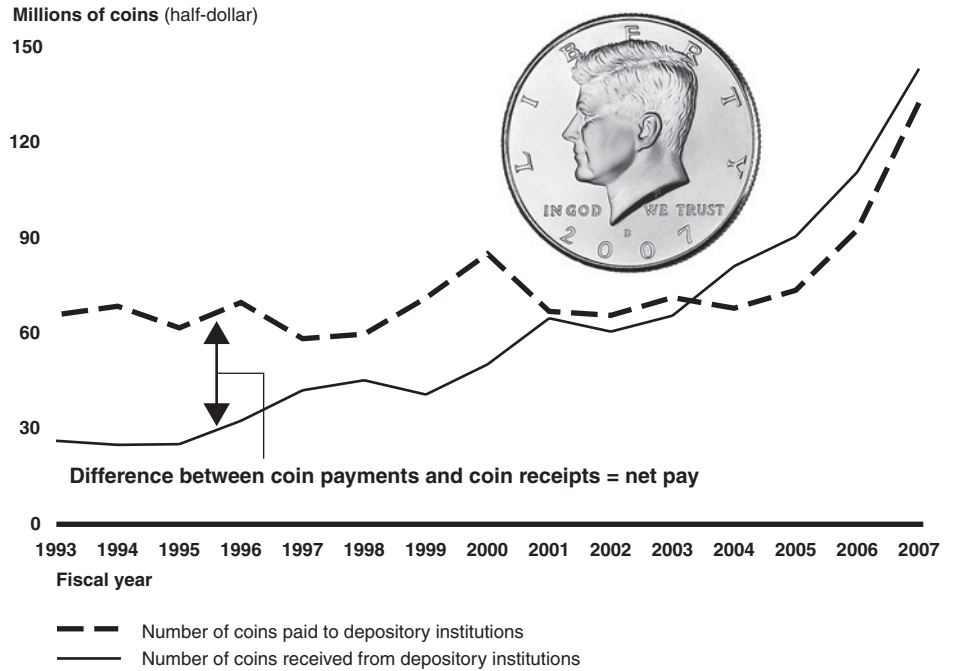 Millions of coins (half-dollar)
150
120
90
60
30
0
LIBERTY
IN GOD WE TRUST
D
2007
Difference between coin payments and coin receipts = net pay
1993 1994 1995 1996 1997 1998 1999 2000 2001 2002 2003 2004 2005 2006 2007
Fiscal year
Number of coins paid to depository institutions
Number of coins received from depository institutions